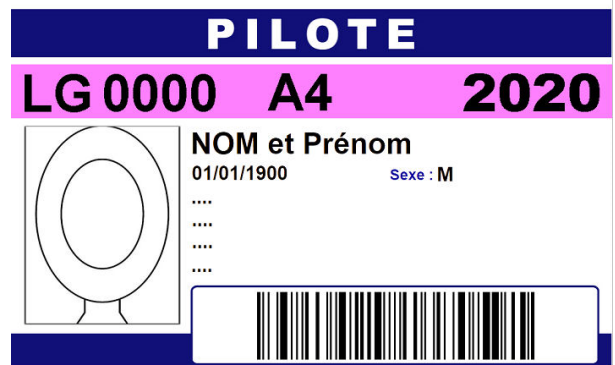 PILOTE
LG 0000 A4 2020
NOM et Prénom
01/01/1900 Sexe : M
....
....
....
....